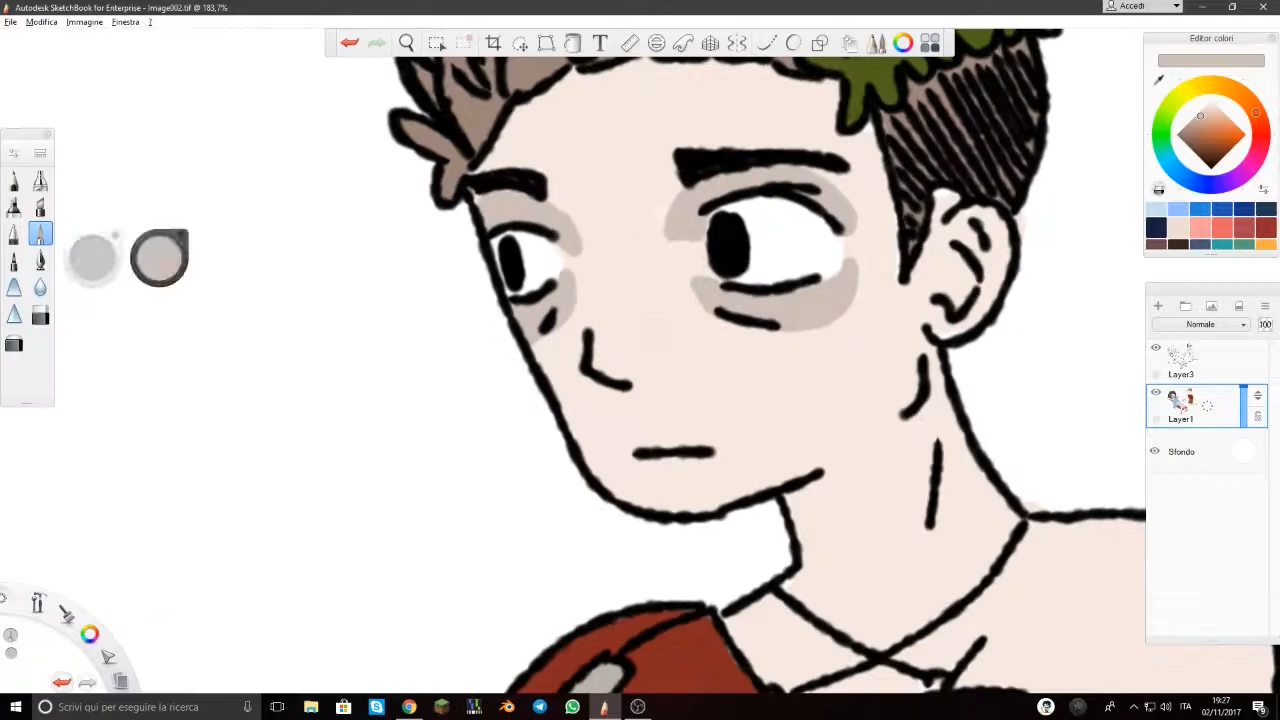 Autodesk SketchBook for Enterprise - Image002.tif @ 183,7%
Accedi
File Modifica Immagine Finestra ?
Editor colori
Normale 100
Layer3
Layer1
Sfondo
Scrivi qui per eseguire la ricerca
ITA
19:27
02/11/2017